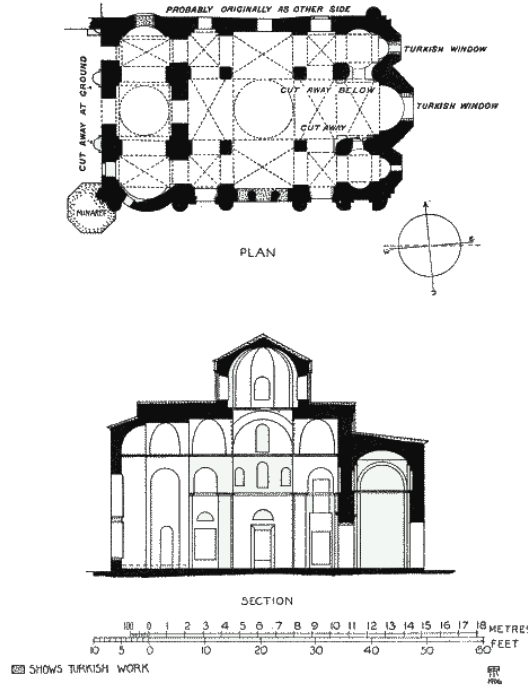 PROBABLY ORIGINALLY AS OTHER SIDE
TURKISH WINDOW
CUT AWAY AT GROUND
CUT AWAY BELOW
TURKISH WINDOW
CUT AWAY
MINARET
PLAN
W
SECTION
0 1 2 3 4 5 6 7 8 9 10 11 12 13 14 15 16 17 18 METRES
10 5 0 10 20 30 40 50 60 FEET
SHOWS TURKISH WORK
1906